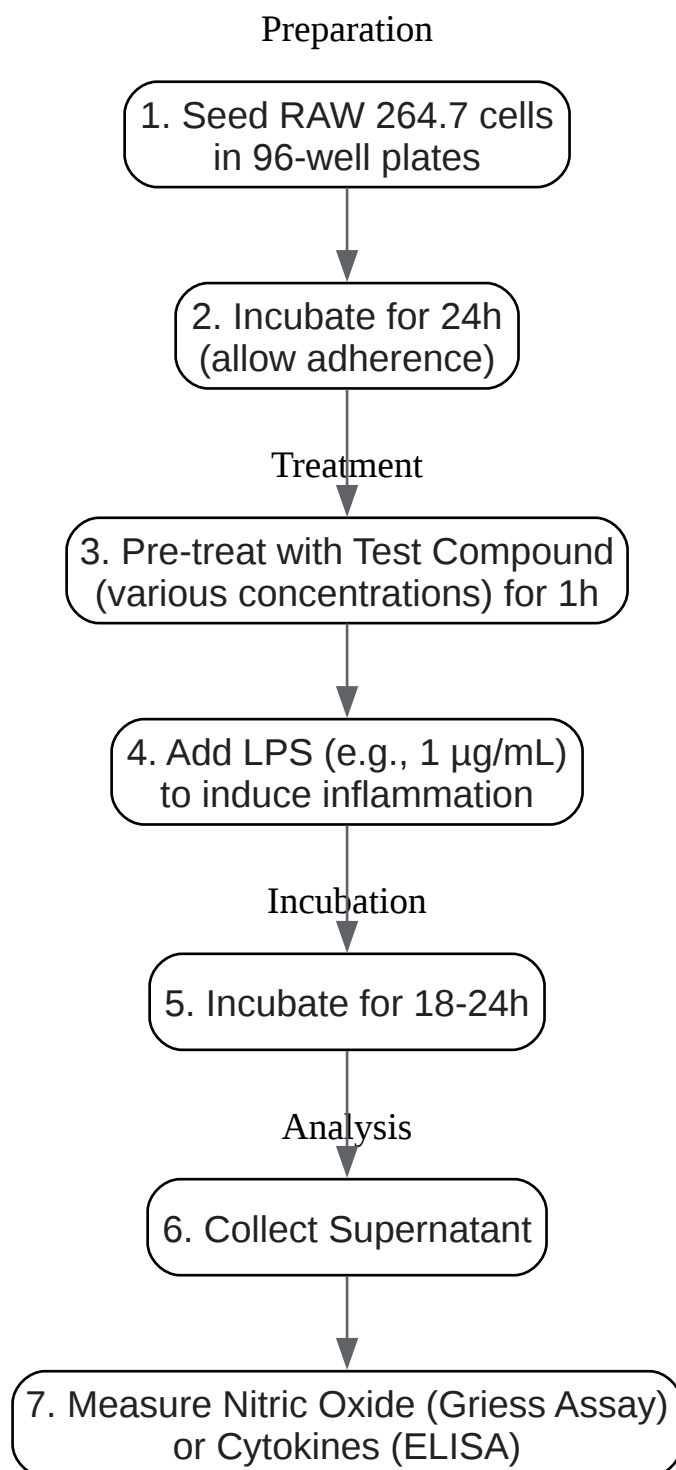 Preparation
1. Seed RAW 264.7 cells
in 96-well plates
2. Incubate for 24h
(allow adherence)
Treatment
3. Pre-treat with Test Compound
(various concentrations) for 1h
4. Add LPS (e.g., 1 µg/mL)
to induce inflammation
Incubation
5. Incubate for 18-24h
Analysis
6. Collect Supernatant
7. Measure Nitric Oxide (Griess Assay)
or Cytokines (ELISA)